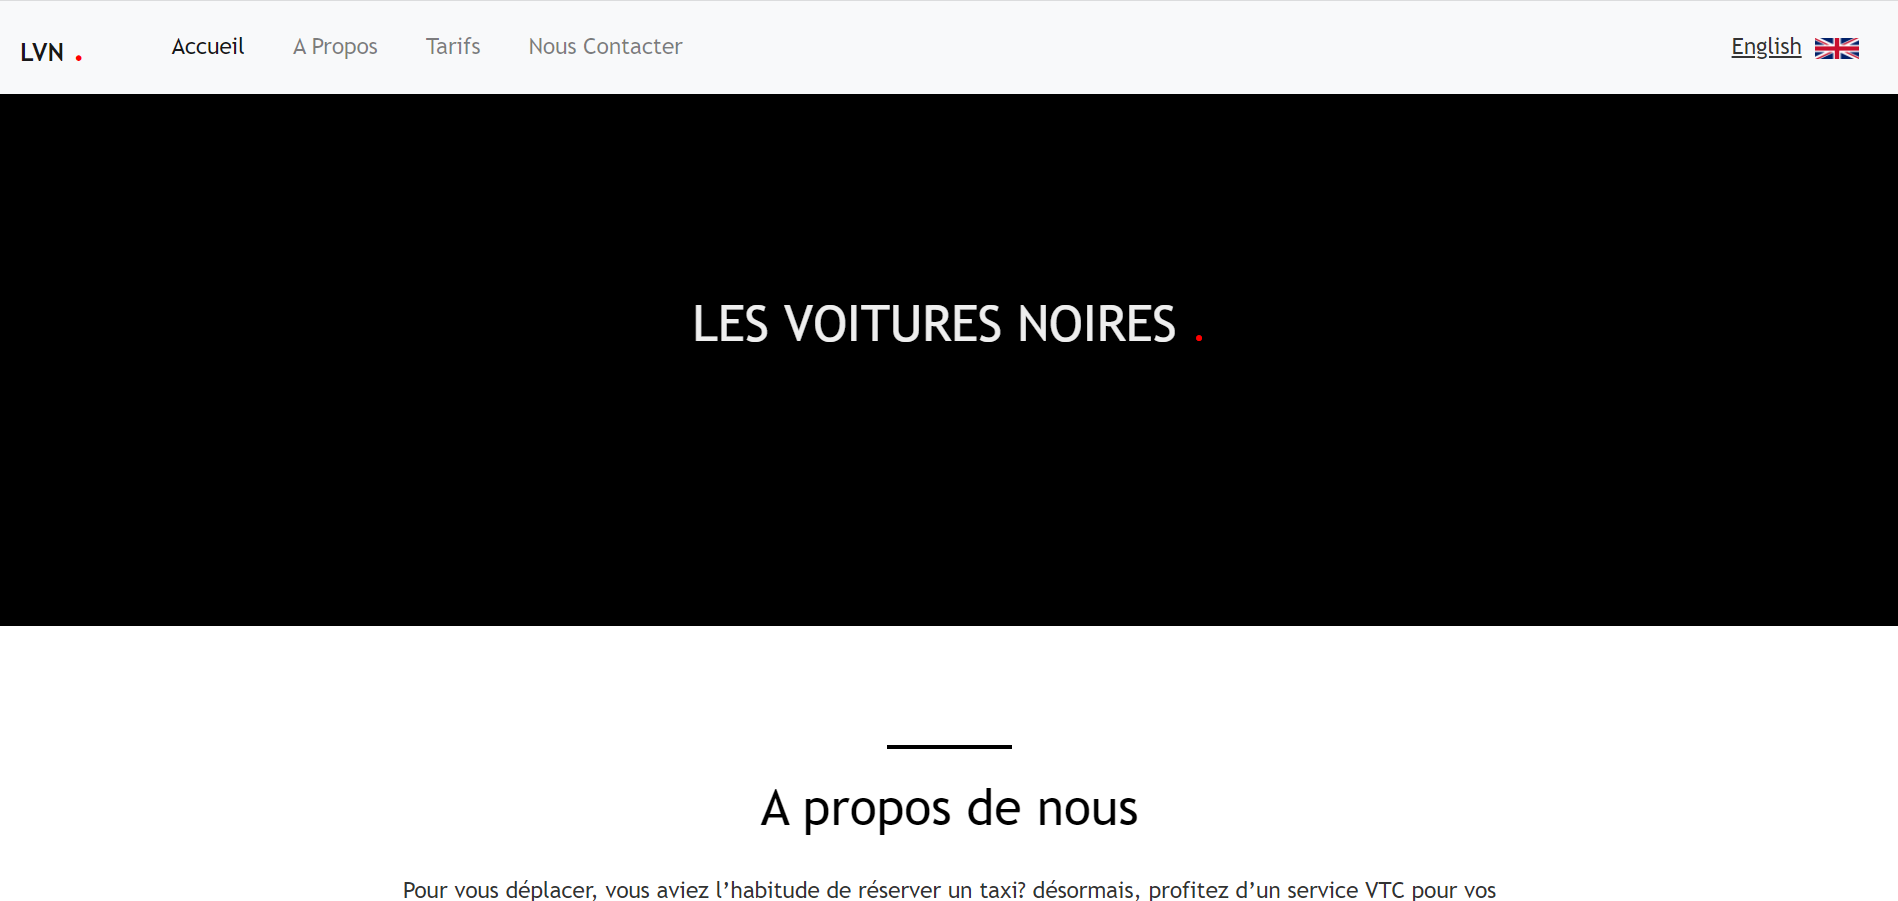 LVN .
Accueil
A Propos
Tarifs
Nous Contacter
English
LES VOITURES NOIRES .
A propos de nous
Pour vous déplacer, vous aviez l’habitude de réserver un taxi? désormais, profitez d’un service VTC pour vos